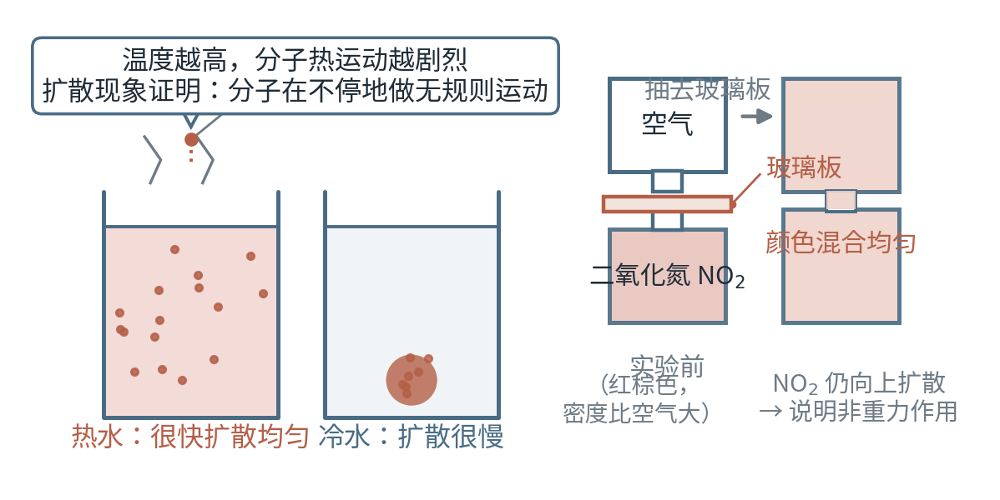 温度越高，分子热运动越剧烈
扩散现象证明：分子在不停地做无规则运动
热水：很快扩散均匀
冷水：扩散很慢
抽去玻璃板
空气
玻璃板
二氧化氮 NO₂
颜色混合均匀
实验前
（红棕色，
密度比空气大）
NO₂ 仍向上扩散
→ 说明非重力作用